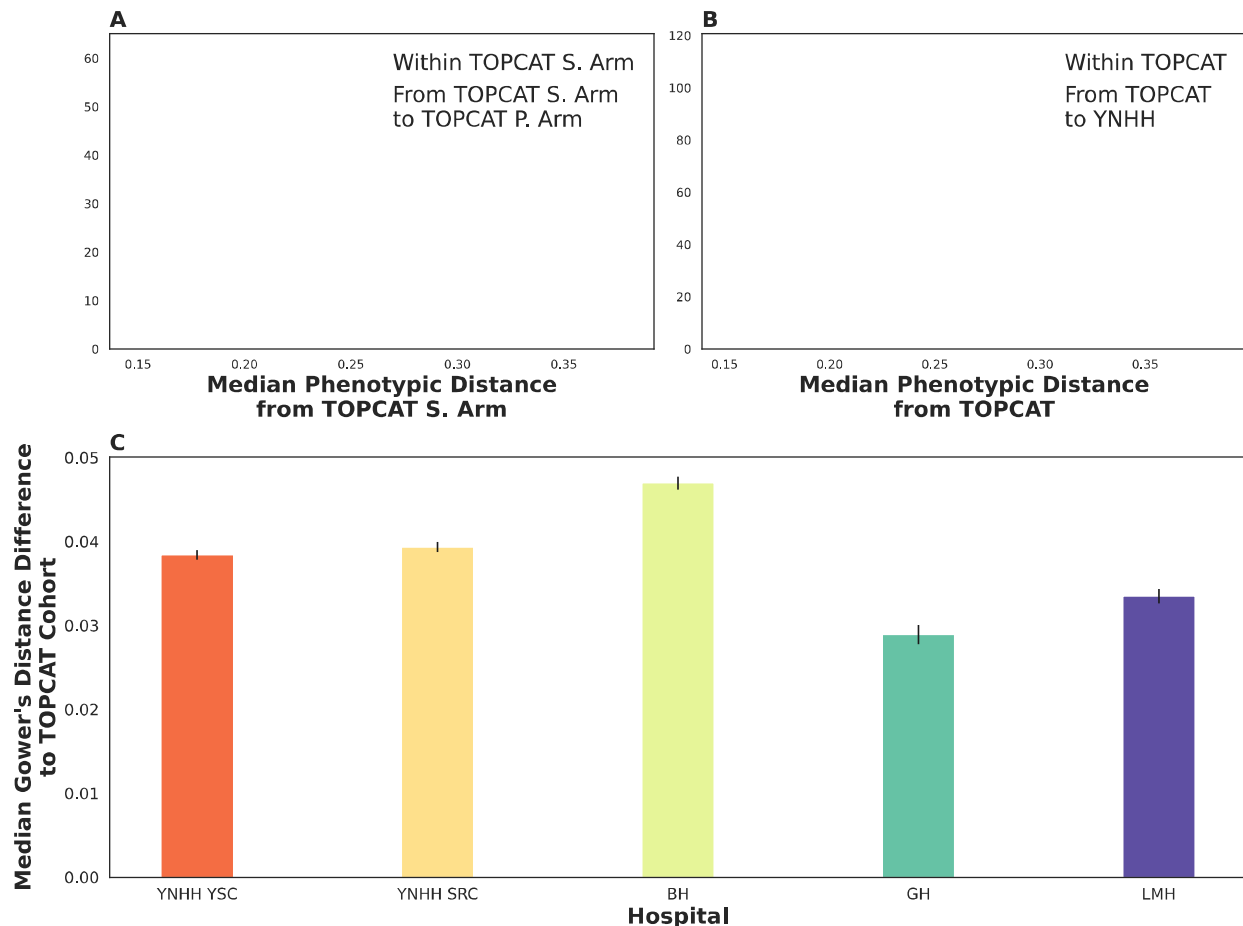 A
60
50
40
30
20
10
0
Within TOPCAT S. Arm
From TOPCAT S. Arm
to TOPCAT P. Arm
0.15 0.20 0.25 0.30 0.35
Median Phenotypic Distance
from TOPCAT S. Arm
B
120
100
80
60
40
20
0
Within TOPCAT
From TOPCAT
to YNHH
0.15 0.20 0.25 0.30 0.35
Median Phenotypic Distance
from TOPCAT
C
Median Gower's Distance Difference
to TOPCAT Cohort
0.05
0.04
0.03
0.02
0.01
0.00
YNHH YSC YNHH SRC BH GH LMH
Hospital